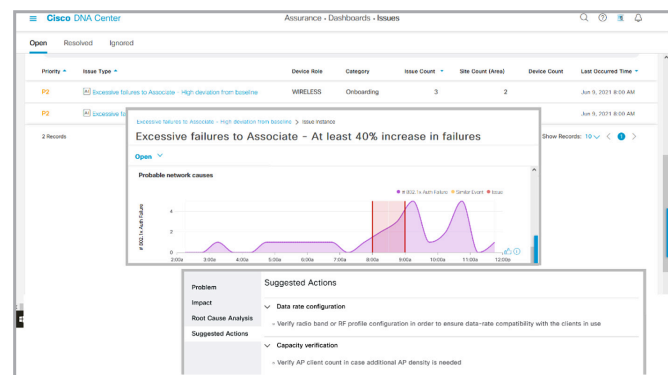 Cisco DNA Center
Assurance • Dashboards • Issues
Open Resolved Ignored
Priority Issue Type Device Role Category Issue Count Site Count (Area) Device Count Last Occurred Time
P2 AI Excessive failures to Associate - High deviation from baseline WIRELESS Onboarding 3 2 Jun 9, 2021 8:00 AM
P2 AI Excessive Jun 9, 2021 8:00 AM
2 Records
Show Records: 10 < 1 >
Excessive failures to Associate - High deviation from baseline > Issue Instance
Excessive failures to Associate - At least 40% increase in failures
Open
Probable network causes
# 802.1x Auth Failure Similar Event Issue
# 802.1x Auth Failure
4
2
0
2:00a 3:00a 4:00a 5:00a 6:00a 7:00a 8:00a 9:00a 10:00a 11:00a 12:00p
Problem
Impact
Root Cause Analysis
Suggested Actions
Suggested Actions
Data rate configuration
- Verify radio band or RF profile configuration in order to ensure data-rate compatibility with the clients in use
Capacity verification
- Verify AP client count in case additional AP density is needed